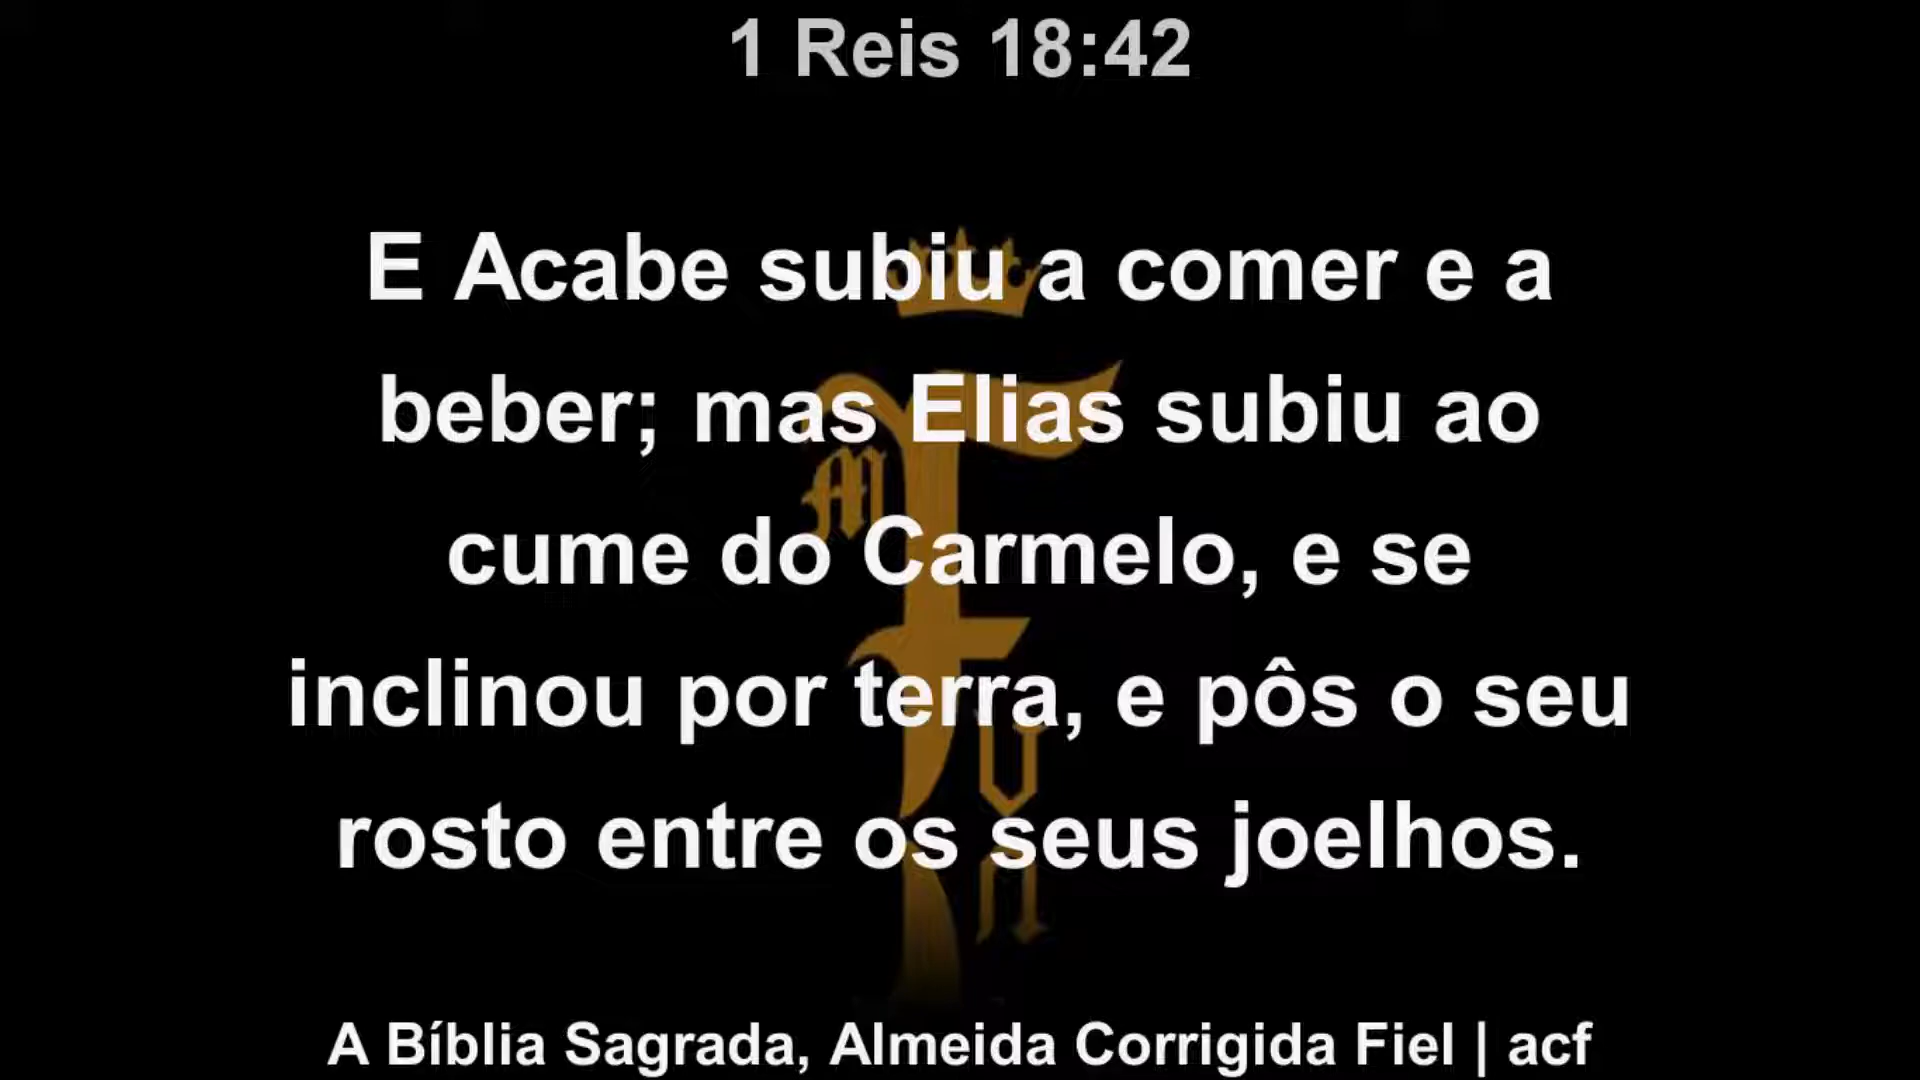 1 Reis 18:42
E Acabe subiu a comer e a
beber; mas Elias subiu ao
cume do Carmelo, e se
inclinou por terra, e pôs o seu
rosto entre os seus joelhos.
A Bíblia Sagrada, Almeida Corrigida Fiel | acf